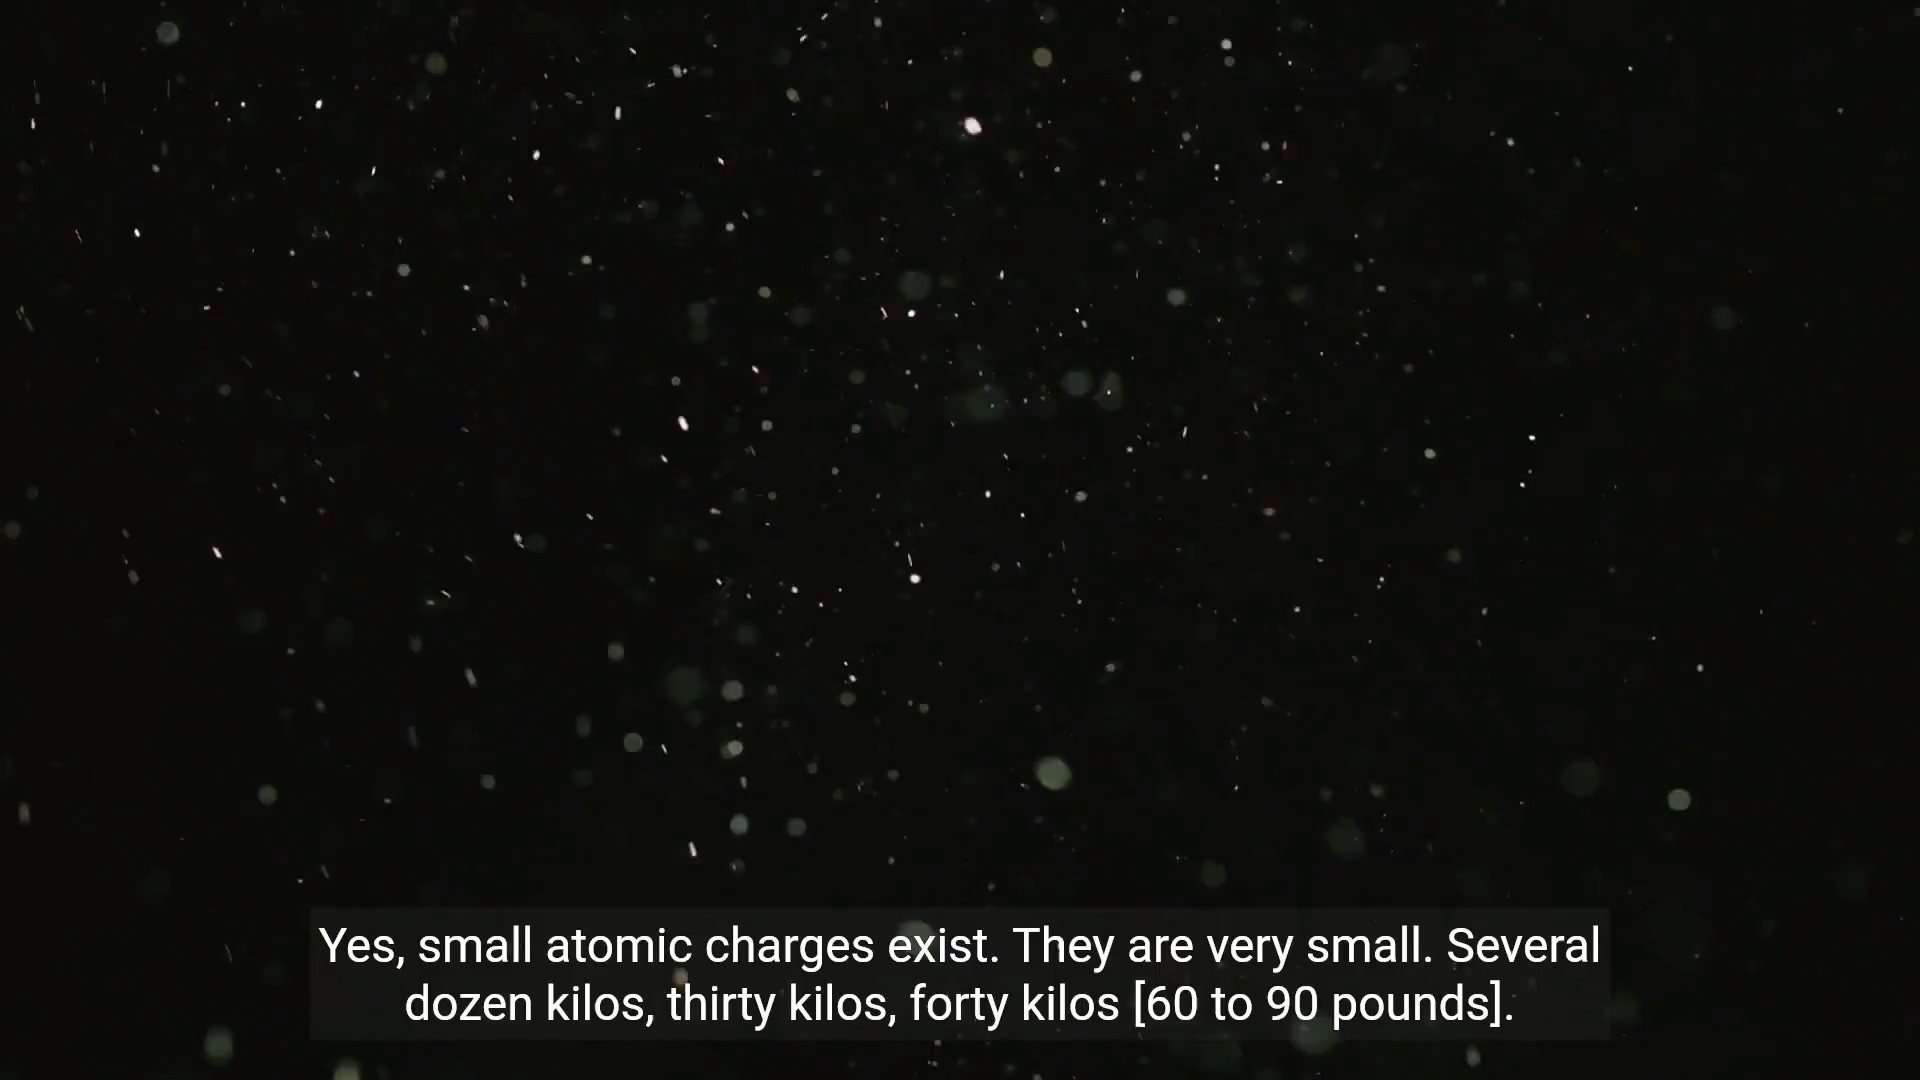 Yes, small atomic charges exist. They are very small. Several
dozen kilos, thirty kilos, forty kilos [60 to 90 pounds].